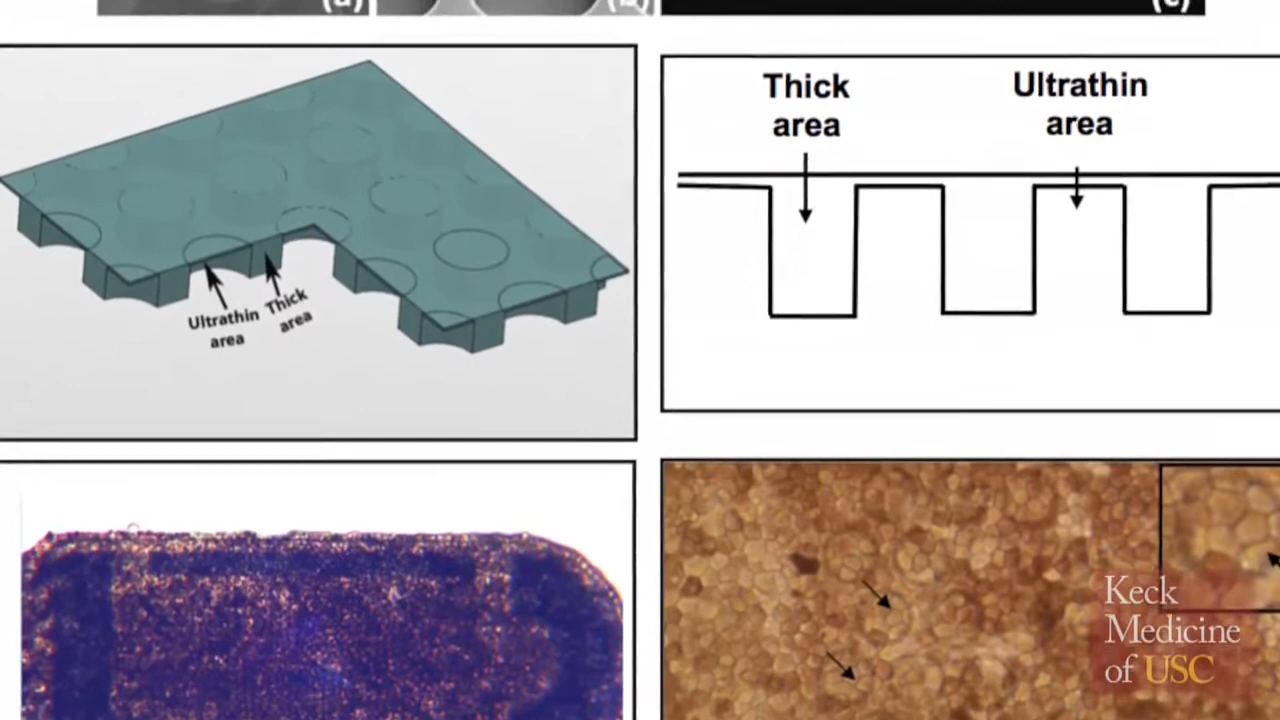 (a)
(b)
(c)
Thick
area
Ultrathin
area
Ultrathin
area
Thick
area
Keck
Medicine
of USC